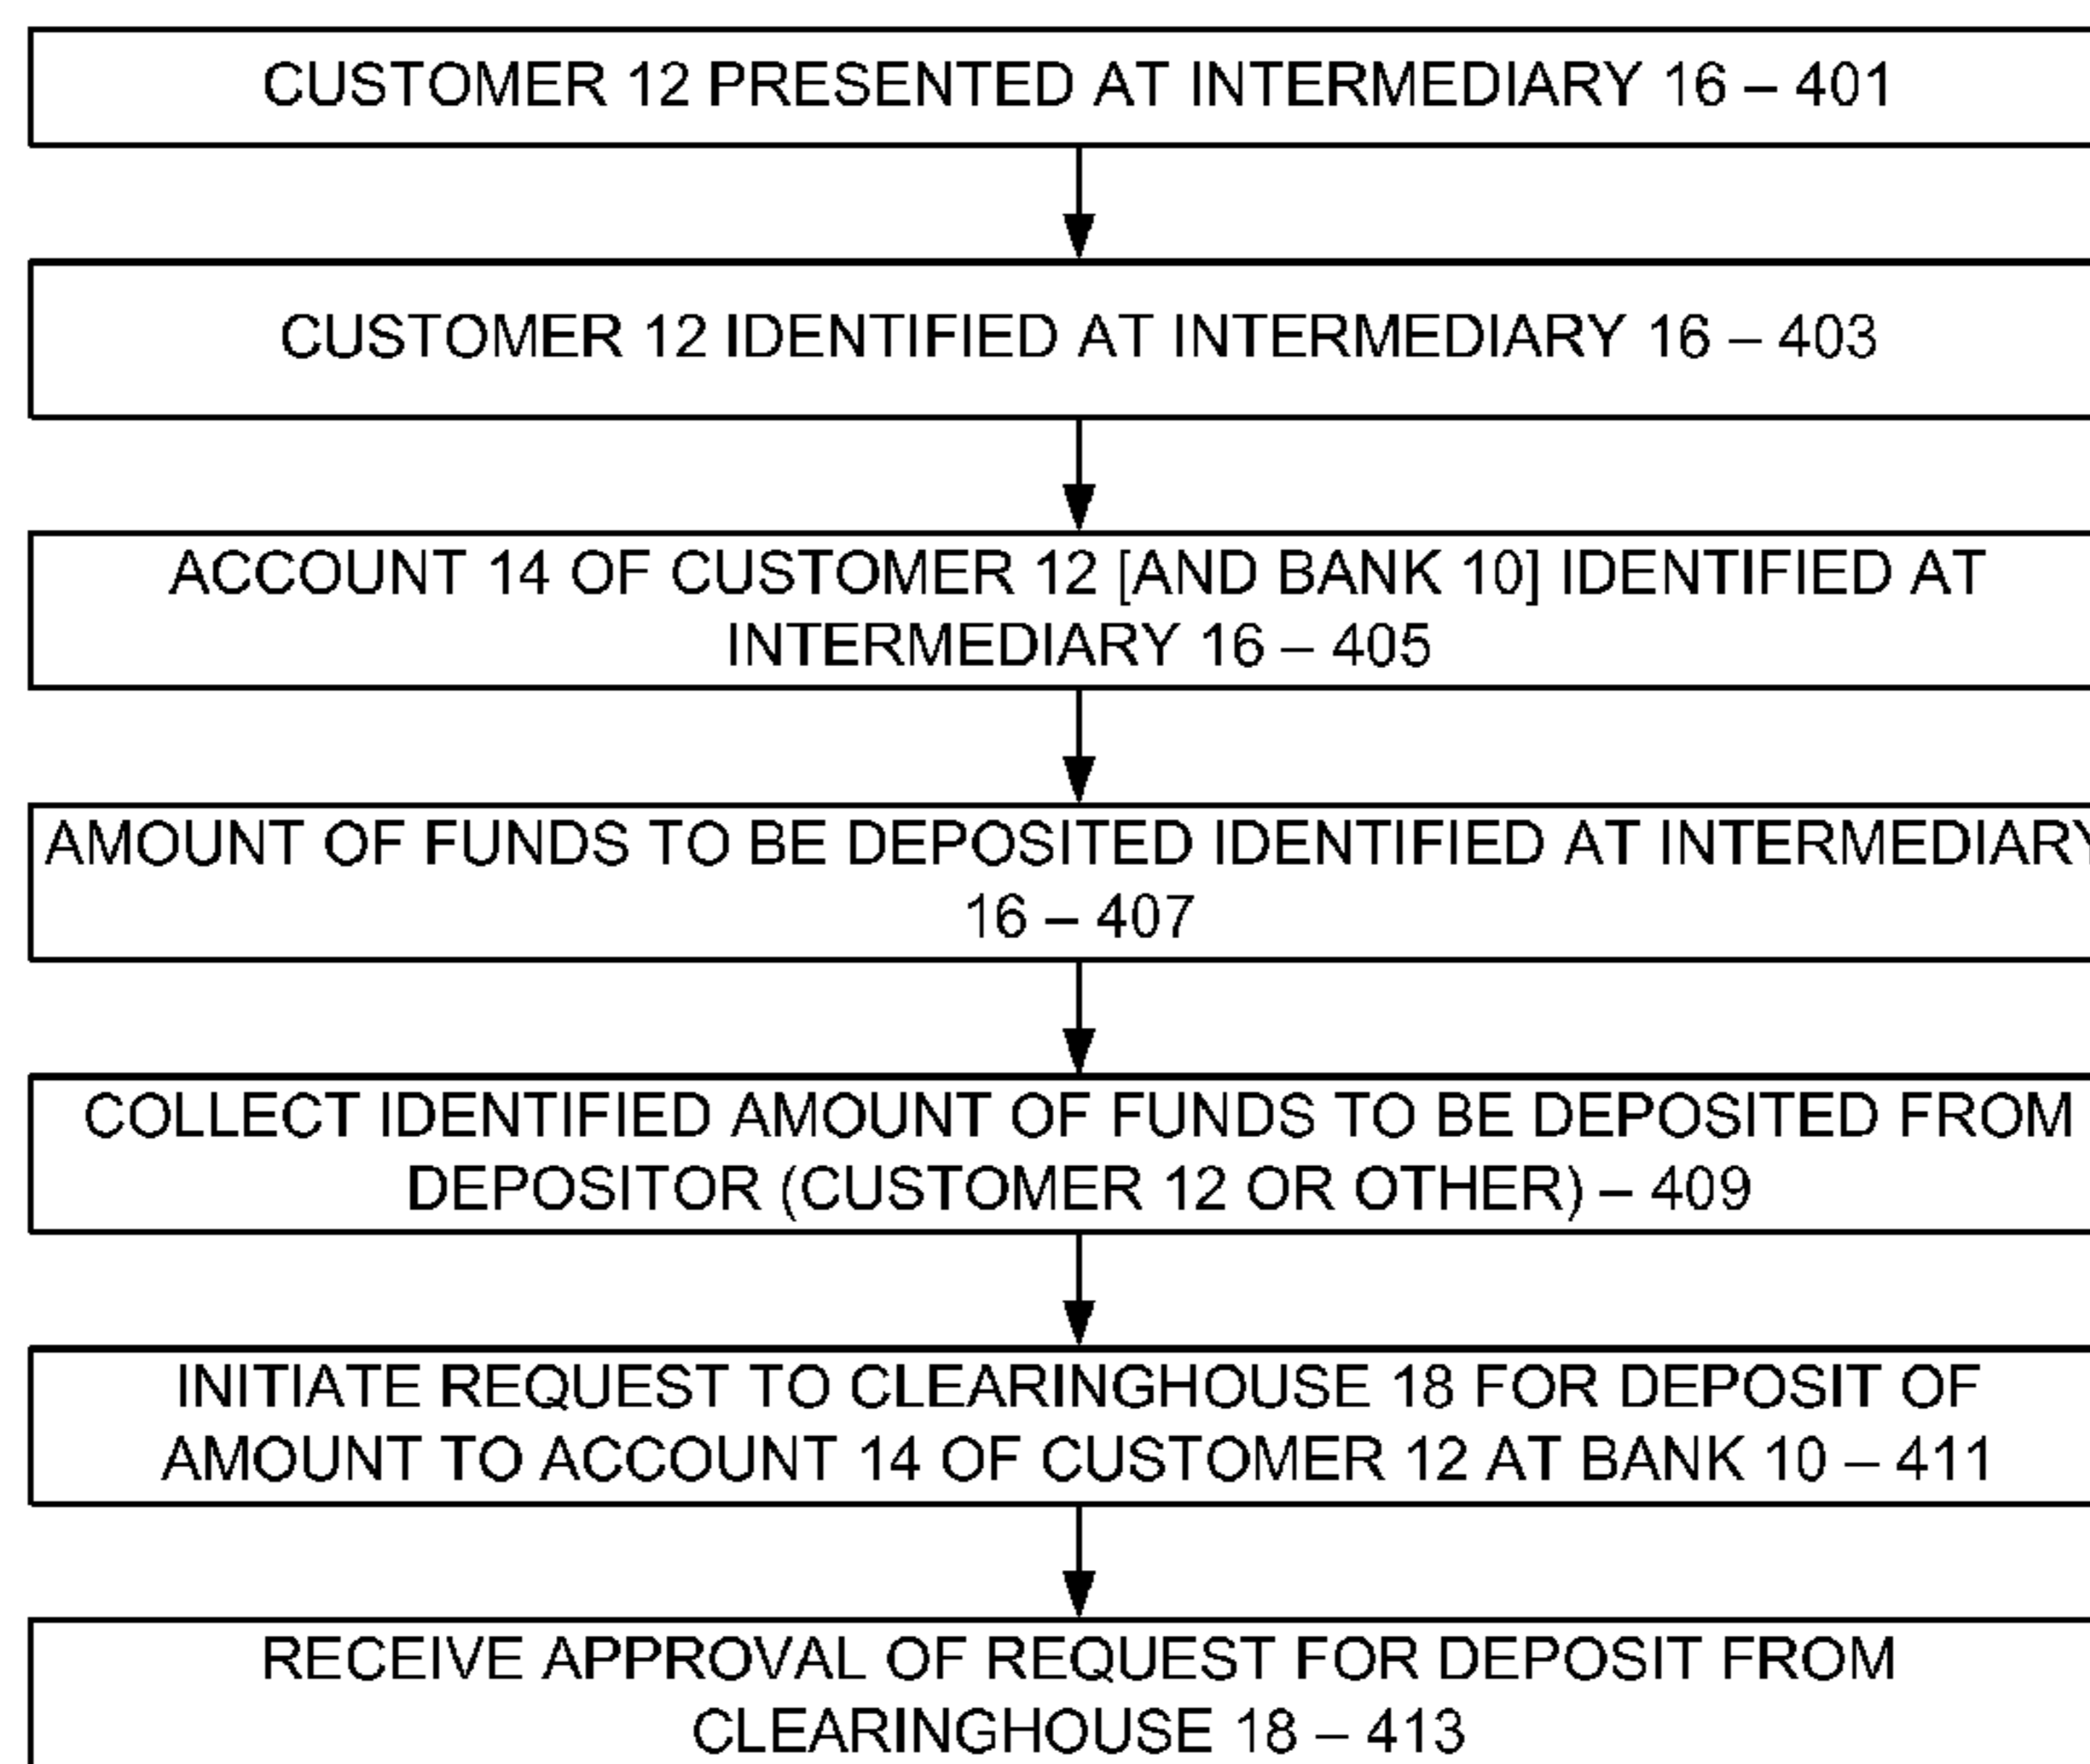 CUSTOMER 12 PRESENTED AT INTERMEDIARY 16 – 401
CUSTOMER 12 IDENTIFIED AT INTERMEDIARY 16 – 403
ACCOUNT 14 OF CUSTOMER 12 [AND BANK 10] IDENTIFIED AT
INTERMEDIARY 16 – 405
AMOUNT OF FUNDS TO BE DEPOSITED IDENTIFIED AT INTERMEDIARY
16 – 407
COLLECT IDENTIFIED AMOUNT OF FUNDS TO BE DEPOSITED FROM
DEPOSITOR (CUSTOMER 12 OR OTHER) – 409
INITIATE REQUEST TO CLEARINGHOUSE 18 FOR DEPOSIT OF
AMOUNT TO ACCOUNT 14 OF CUSTOMER 12 AT BANK 10 – 411
RECEIVE APPROVAL OF REQUEST FOR DEPOSIT FROM
CLEARINGHOUSE 18 – 413